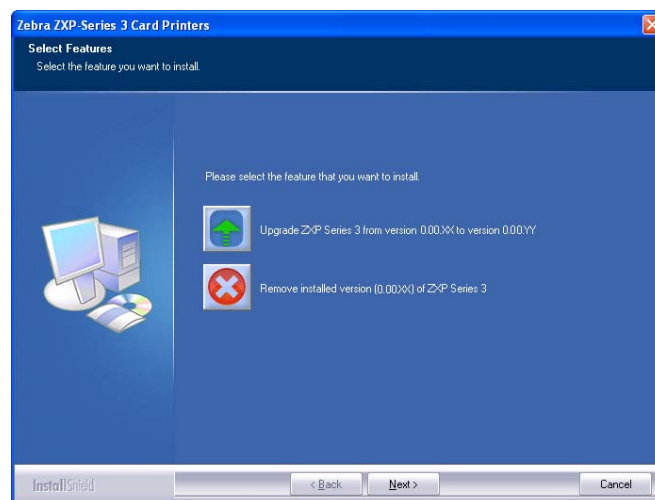 Zebra ZXP-Series 3 Card Printers
Select Features
Select the feature you want to install.
Please select the feature that you want to install.
Upgrade ZXP Series 3 from version 0.00.XX to version 0.00.YY
Remove installed version (0.00.XX) of ZXP Series 3
InstallShield
< Back
Next >
Cancel